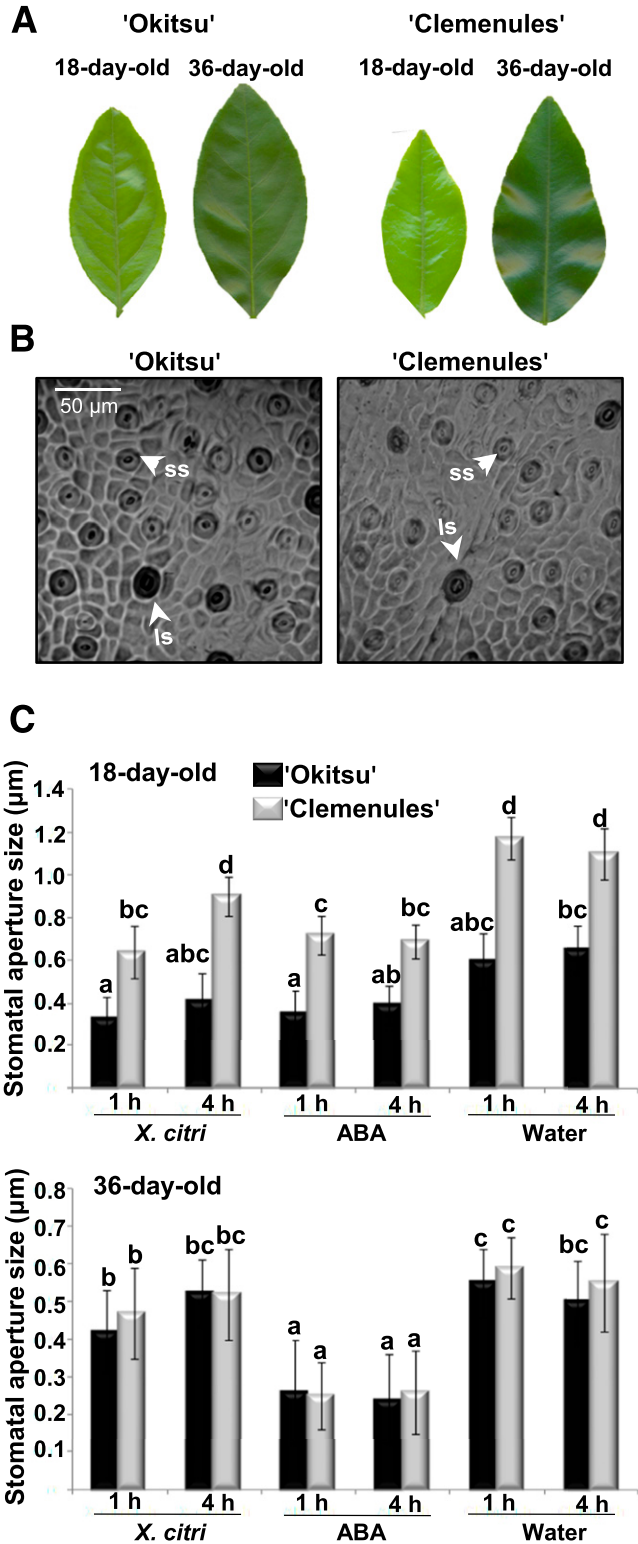 A
'Okitsu' 'Clemenules'
18-day-old 36-day-old 18-day-old 36-day-old
B
'Okitsu' 'Clemenules'
50 µm
ss
ls
ss
ls
C
18-day-old
'Okitsu'
'Clemenules'
Stomatal aperture size (µm)
1.4
1.2
1.0
0.8
0.6
0.4
0.2
a bc abc d a c ab bc abc d bc d
1 h 4 h 1 h 4 h 1 h 4 h
X. citri ABA Water
36-day-old
Stomatal aperture size (µm)
0.8
0.7
0.6
0.5
0.4
0.3
0.2
0.1
b b bc bc a a a a c c bc c
1 h 4 h 1 h 4 h 1 h 4 h
X. citri ABA Water